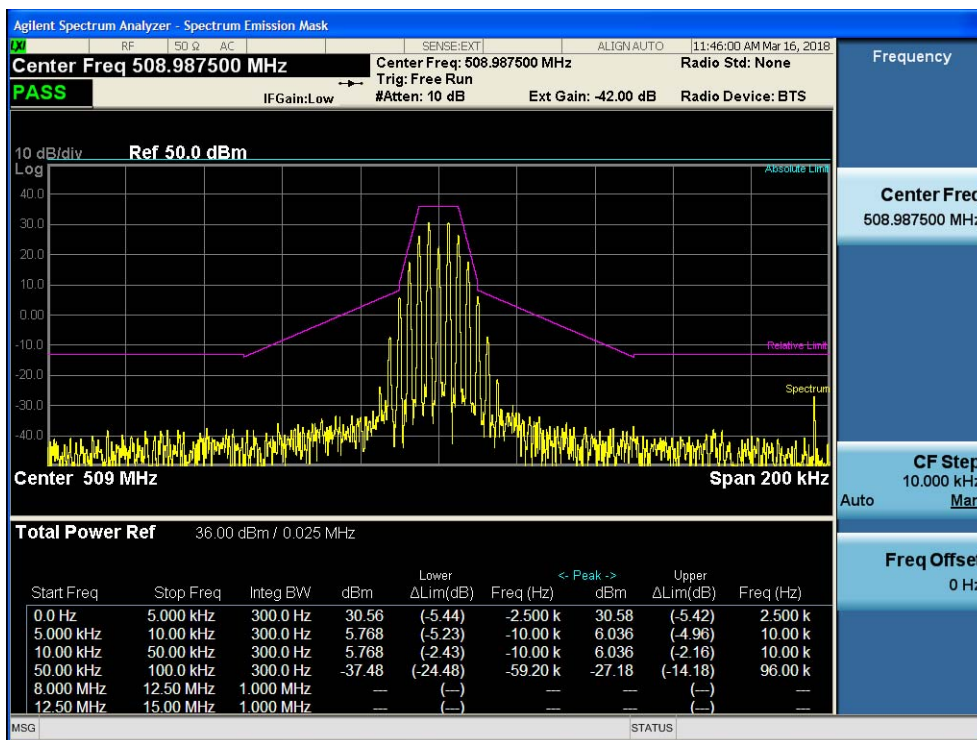 Agilent Spectrum Analyzer - Spectrum Emission Mask
LXI RF 50 Ω AC SENSE:EXT ALIGN AUTO 11:46:00 AM Mar 16, 2018
Center Freq 508.987500 MHz
PASS
IFGain:Low
Center Freq: 508.987500 MHz
Trig: Free Run
#Atten: 10 dB
Ext Gain: -42.00 dB
Radio Std: None
Radio Device: BTS
Frequency
10 dB/div Ref 50.0 dBm
Log
Absolute Limit
40.0
30.0
20.0
10.0
0.00
-10.0
Relative Limit
-20.0
Spectrum
-30.0
-40.0
Center 509 MHz Span 200 kHz
Center Freq
508.987500 MHz
CF Step
10.000 kHz
Auto Man
Freq Offset
0 Hz
Total Power Ref 36.00 dBm / 0.025 MHz
Lower <- Peak -> Upper
Start Freq Stop Freq Integ BW dBm ΔLim(dB) Freq (Hz) dBm ΔLim(dB) Freq (Hz)
0.0 Hz 5.000 kHz 300.0 Hz 30.56 (-5.44) -2.500 k 30.58 (-5.42) 2.500 k
5.000 kHz 10.00 kHz 300.0 Hz 5.768 (-5.23) -10.00 k 6.036 (-4.96) 10.00 k
10.00 kHz 50.00 kHz 300.0 Hz 5.768 (-2.43) -10.00 k 6.036 (-2.16) 10.00 k
50.00 kHz 100.0 kHz 300.0 Hz -37.48 (-24.48) -59.20 k -27.18 (-14.18) 96.00 k
8.000 MHz 12.50 MHz 1.000 MHz --- (---) --- --- (---) ---
12.50 MHz 15.00 MHz 1.000 MHz --- (---) --- --- (---) ---
MSG STATUS